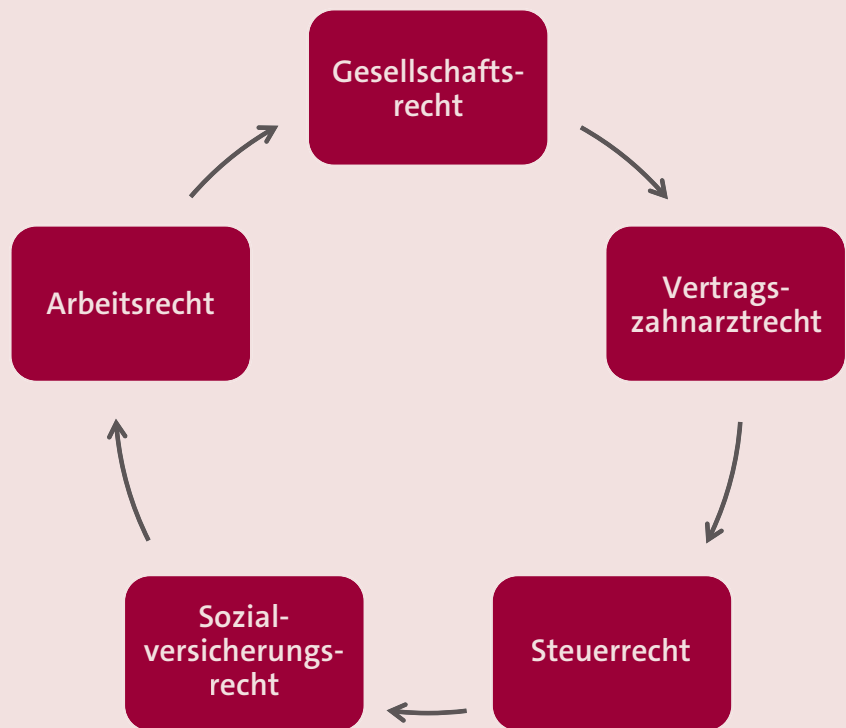 Gesellschafts-
recht
Vertrags-
zahnarztrecht
Steuerrecht
Sozial-
versicherungs-
recht
Arbeitsrecht